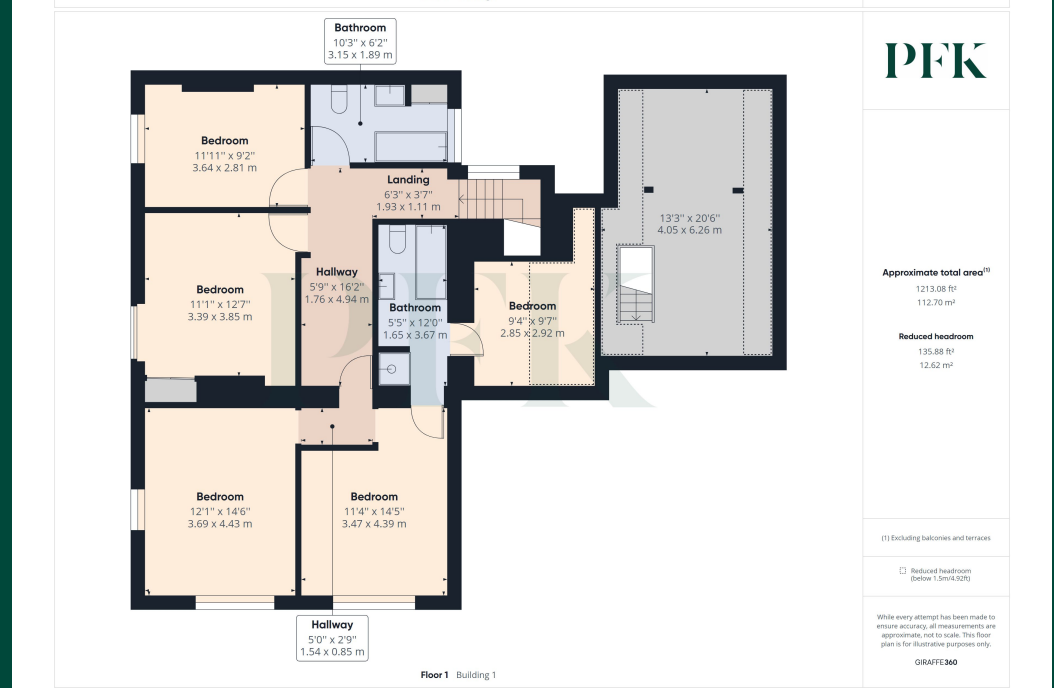 Bathroom
10'3" x 6'2"
3.15 x 1.89 m
PFK
Bedroom
11'11" x 9'2"
3.64 x 2.81 m
Landing
6'3" x 3'7"
1.93 x 1.11 m
13'3" x 20'6"
4.05 x 6.26 m
Hallway
5'9" x 16'2"
1.76 x 4.94 m
Bedroom
11'1" x 12'7"
3.39 x 3.85 m
Bathroom
5'5" x 12'0"
1.65 x 3.67 m
Bedroom
9'4" x 9'7"
2.85 x 2.92 m
PFK
Bedroom
12'1" x 14'6"
3.69 x 4.43 m
Bedroom
11'4" x 14'5"
3.47 x 4.39 m
Hallway
5'0" x 2'9"
1.54 x 0.85 m
Floor 1 Building 1
Approximate total area(1)
1213.08 ft²
112.70 m²
Reduced headroom
135.88 ft²
12.62 m²
(1) Excluding balconies and terraces
Reduced headroom
(below 1.5m/4.92ft)
While every attempt has been made to
ensure accuracy, all measurements are
approximate, not to scale. This floor
plan is for illustrative purposes only.
GIRAFFE360